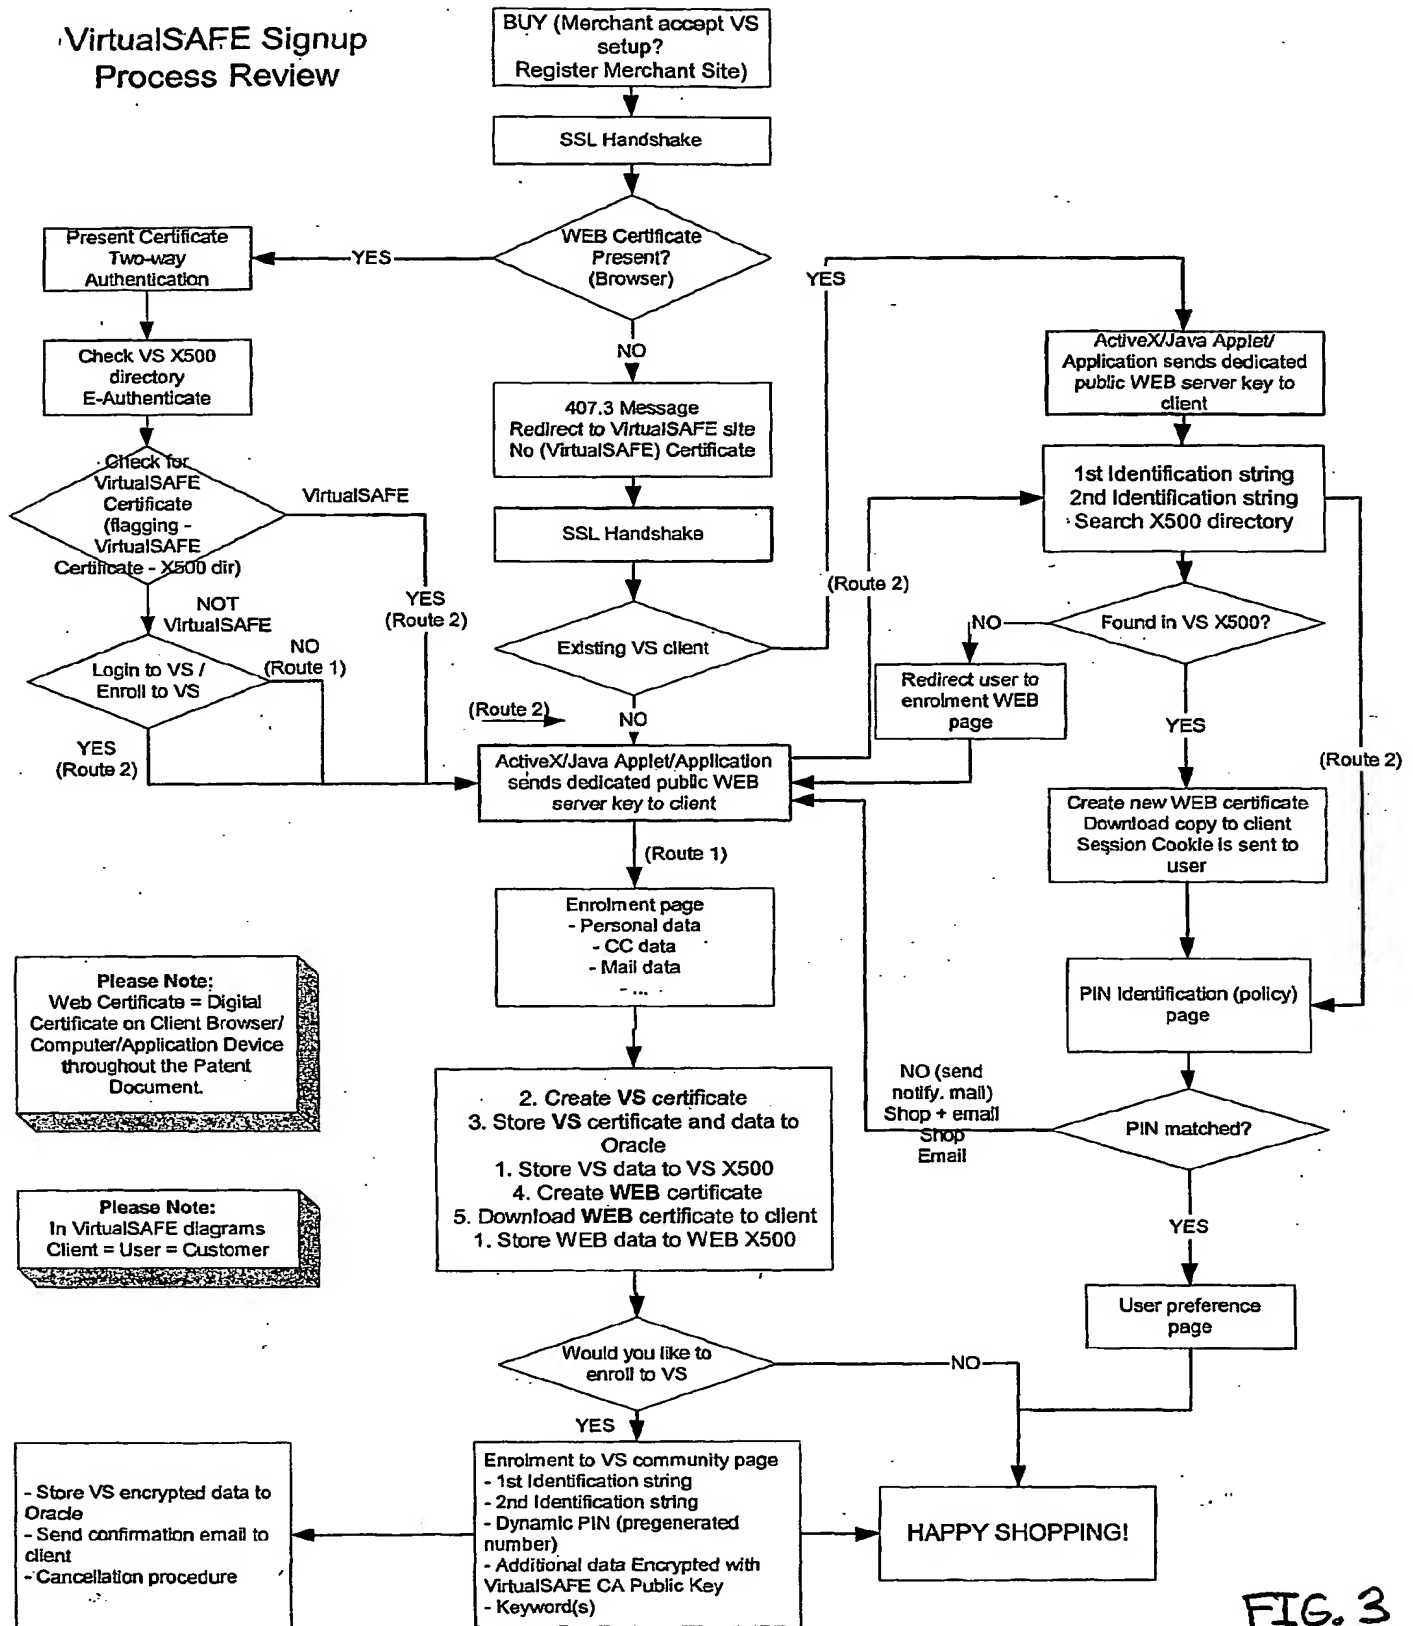 VirtualSAFE Signup
Process Review
BUY (Merchant accept VS
setup?
Register Merchant Site)
SSL Handshake
WEB Certificate
Present?
(Browser)
YES
Present Certificate
Two-way
Authentication
Check VS X500
directory
E-Authenticate
Check for
VirtualSAFE
Certificate
(flagging -
VirtualSAFE
Certificate - X500 dir)
VirtualSAFE
YES
(Route 2)
NOT
VirtualSAFE
Login to VS /
Enroll to VS
NO
(Route 1)
YES
(Route 2)
NO
407.3 Message
Redirect to VirtualSAFE site
No (VirtualSAFE) Certificate
SSL Handshake
Existing VS client
YES
(Route 2)
NO
(Route 2)
ActiveX/Java Applet/Application
sends dedicated public WEB
server key to client
(Route 1)
ActiveX/Java Applet/
Application sends dedicated
public WEB server key to
client
1st Identification string
2nd Identification string
Search X500 directory
Found in VS X500?
NO
Redirect user to
enrolment WEB
page
YES
(Route 2)
Create new WEB certificate
Download copy to client
Session Cookie is sent to
user
PIN Identification (policy)
page
PIN matched?
NO (send
notify. mail)
Shop + email
Shop
Email
YES
User preference
page
Enrolment page
- Personal data
- CC data
- Mail data
- ...
2. Create VS certificate
3. Store VS certificate and data to
Oracle
1. Store VS data to VS X500
4. Create WEB certificate
5. Download WEB certificate to client
1. Store WEB data to WEB X500
Would you like to
enroll to VS
NO
YES
Enrolment to VS community page
- 1st Identification string
- 2nd Identification string
- Dynamic PIN (pregenerated
number)
- Additional data Encrypted with
VirtualSAFE CA Public Key
- Keyword(s)
- Store VS encrypted data to
Oracle
- Send confirmation email to
client
- Cancellation procedure
HAPPY SHOPPING!
Please Note:
Web Certificate = Digital
Certificate on Client Browser/
Computer/Application Device
throughout the Patent
Document.
Please Note:
In VirtualSAFE diagrams
Client = User = Customer
FIG. 3